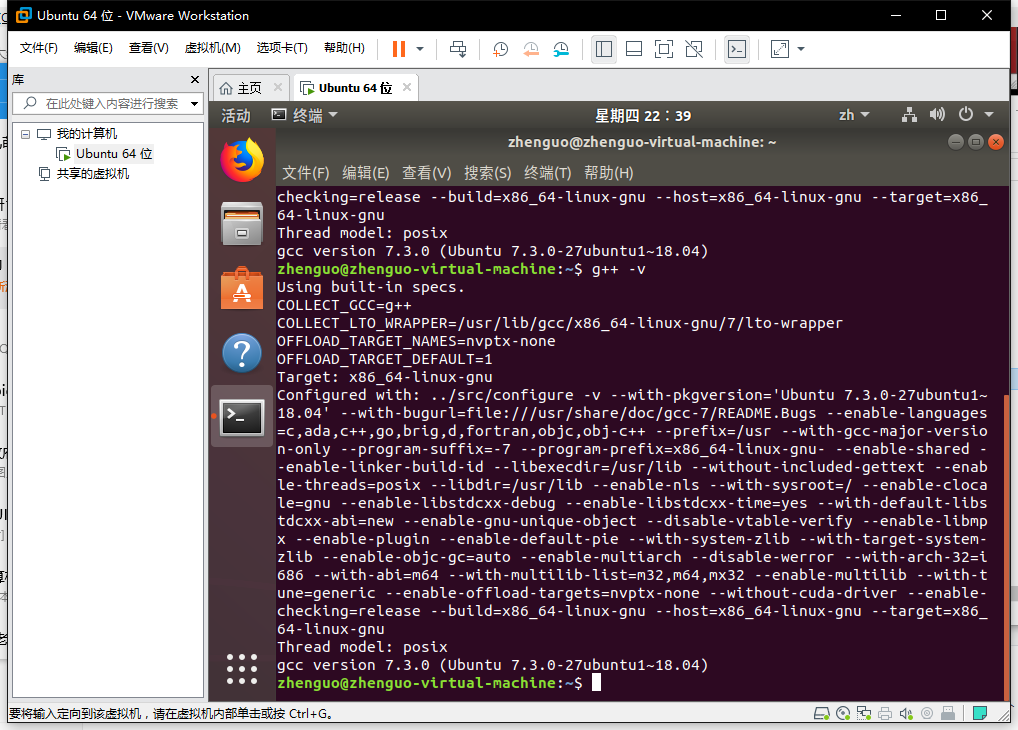 Ubuntu 64 位 - VMware Workstation
文件(F) 编辑(E) 查看(V) 虚拟机(M) 选项卡(T) 帮助(H)
库
在此处键入内容进行搜索
我的计算机
Ubuntu 64 位
共享的虚拟机
主页
Ubuntu 64 位
活动 终端 星期四 22：39 zh
zhenguo@zhenguo-virtual-machine: ~
文件(F) 编辑(E) 查看(V) 搜索(S) 终端(T) 帮助(H)
checking=release --build=x86_64-linux-gnu --host=x86_64-linux-gnu --target=x86_
64-linux-gnu
Thread model: posix
gcc version 7.3.0 (Ubuntu 7.3.0-27ubuntu1~18.04)
zhenguo@zhenguo-virtual-machine:~$ g++ -v
Using built-in specs.
COLLECT_GCC=g++
COLLECT_LTO_WRAPPER=/usr/lib/gcc/x86_64-linux-gnu/7/lto-wrapper
OFFLOAD_TARGET_NAMES=nvptx-none
OFFLOAD_TARGET_DEFAULT=1
Target: x86_64-linux-gnu
Configured with: ../src/configure -v --with-pkgversion='Ubuntu 7.3.0-27ubuntu1~
18.04' --with-bugurl=file:///usr/share/doc/gcc-7/README.Bugs --enable-languages
=c,ada,c++,go,brig,d,fortran,objc,obj-c++ --prefix=/usr --with-gcc-major-versio
n-only --program-suffix=-7 --program-prefix=x86_64-linux-gnu- --enable-shared -
-enable-linker-build-id --libexecdir=/usr/lib --without-included-gettext --enab
le-threads=posix --libdir=/usr/lib --enable-nls --with-sysroot=/ --enable-cloca
le=gnu --enable-libstdcxx-debug --enable-libstdcxx-time=yes --with-default-libs
tdcxx-abi=new --enable-gnu-unique-object --disable-vtable-verify --enable-libmp
x --enable-plugin --enable-default-pie --with-system-zlib --with-target-system-
zlib --enable-objc-gc=auto --enable-multiarch --disable-werror --with-arch-32=i
686 --with-abi=m64 --with-multilib-list=m32,m64,mx32 --enable-multilib --with-t
une=generic --enable-offload-targets=nvptx-none --without-cuda-driver --enable-
checking=release --build=x86_64-linux-gnu --host=x86_64-linux-gnu --target=x86_
64-linux-gnu
Thread model: posix
gcc version 7.3.0 (Ubuntu 7.3.0-27ubuntu1~18.04)
zhenguo@zhenguo-virtual-machine:~$
要将输入定向到该虚拟机，请在虚拟机内部单击或按 Ctrl+G。